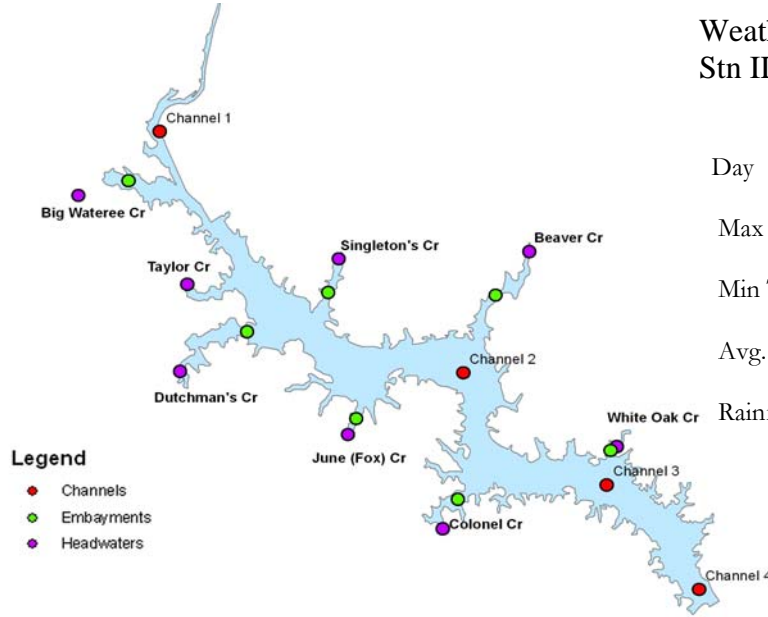 Weat
Stn I
Channel 1
Day
Big Wateree Cr
Max
Singleton's Cr
Beaver Cr
Taylor Cr
Min
Channel 2
Avg.
Dutchman's Cr
Rain
White Oak Cr
June (Fox) Cr
Legend
Channel 3
Channels
Embayments
Colonel Cr
Headwaters
Channel 4